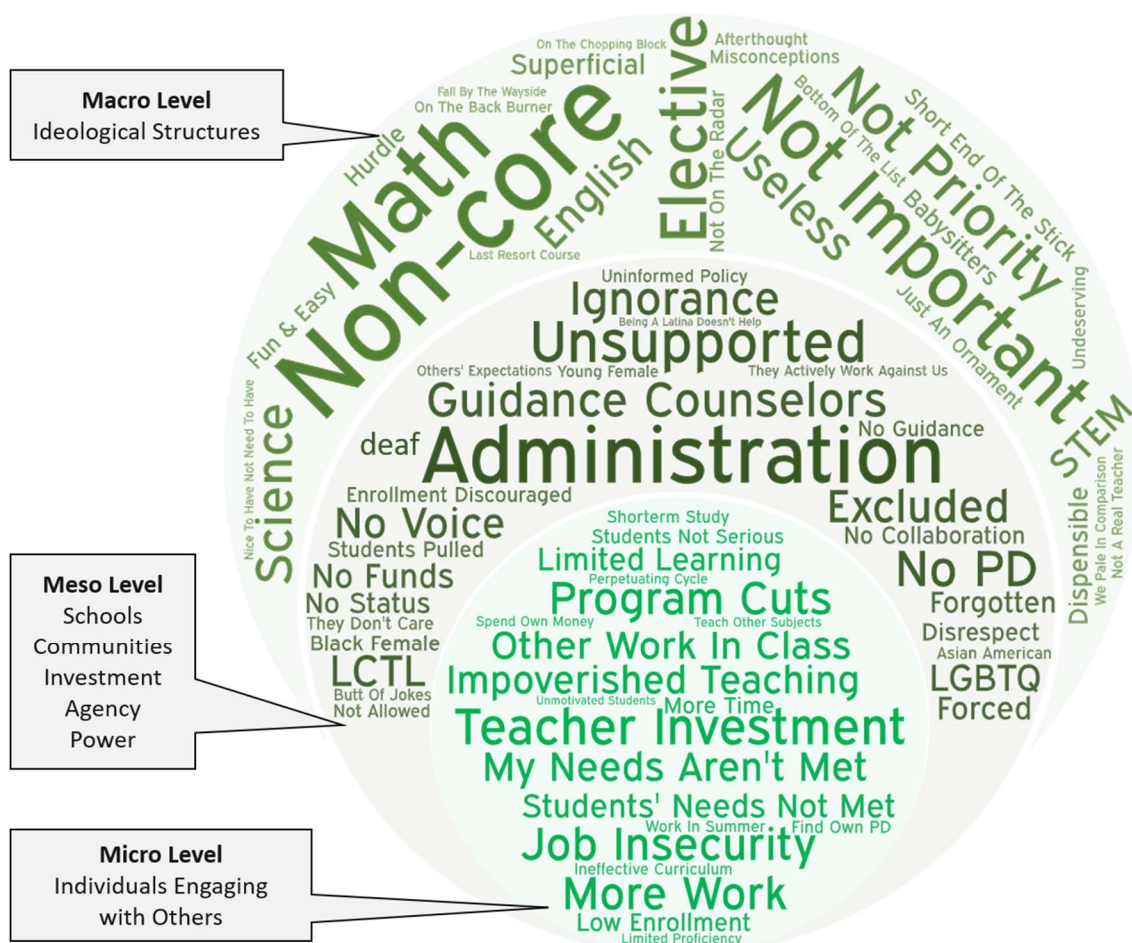 Macro Level
Ideological Structures
Meso Level
Schools
Communities
Investment
Agency
Power
Micro Level
Individuals Engaging
with Others
On The Chopping Block
Superficial
Fall By The Wayside
On The Back Burner
Hurdle
Math
Non-core
English
Last Resort Course
Fun & Easy
Nice To Have Not Need To Have
Science
Elective
Not On The Radar
Afterthought
Misconceptions
Not Priority
Short End Of The Stick
Bottom Of The List
Babysitters
Not Important
Useless
Just An Ornament
Undeserving
STEM
Dispensible
We Pale In Comparison
Not A Real Teacher
Uninformed Policy
Ignorance
Being A Latina Doesn't Help
Unsupported
Others' Expectations
Young Female
They Actively Work Against Us
Guidance Counselors
No Guidance
deaf
Administration
Enrollment Discouraged
No Voice
Students Pulled
No Funds
No Status
They Don't Care
Black Female
LCTL
Butt Of Jokes
Not Allowed
Excluded
No Collaboration
No PD
Forgotten
Disrespect
Asian American
LGBTQ
Forced
Shorterm Study
Students Not Serious
Limited Learning
Perpetuating Cycle
Program Cuts
Spend Own Money
Teach Other Subjects
Other Work In Class
Impoverished Teaching
Unmotivated Students
More Time
Teacher Investment
My Needs Aren't Met
Students' Needs Not Met
Work In Summer
Find Own PD
Job Insecurity
Ineffective Curriculum
More Work
Low Enrollment
Limited Proficiency